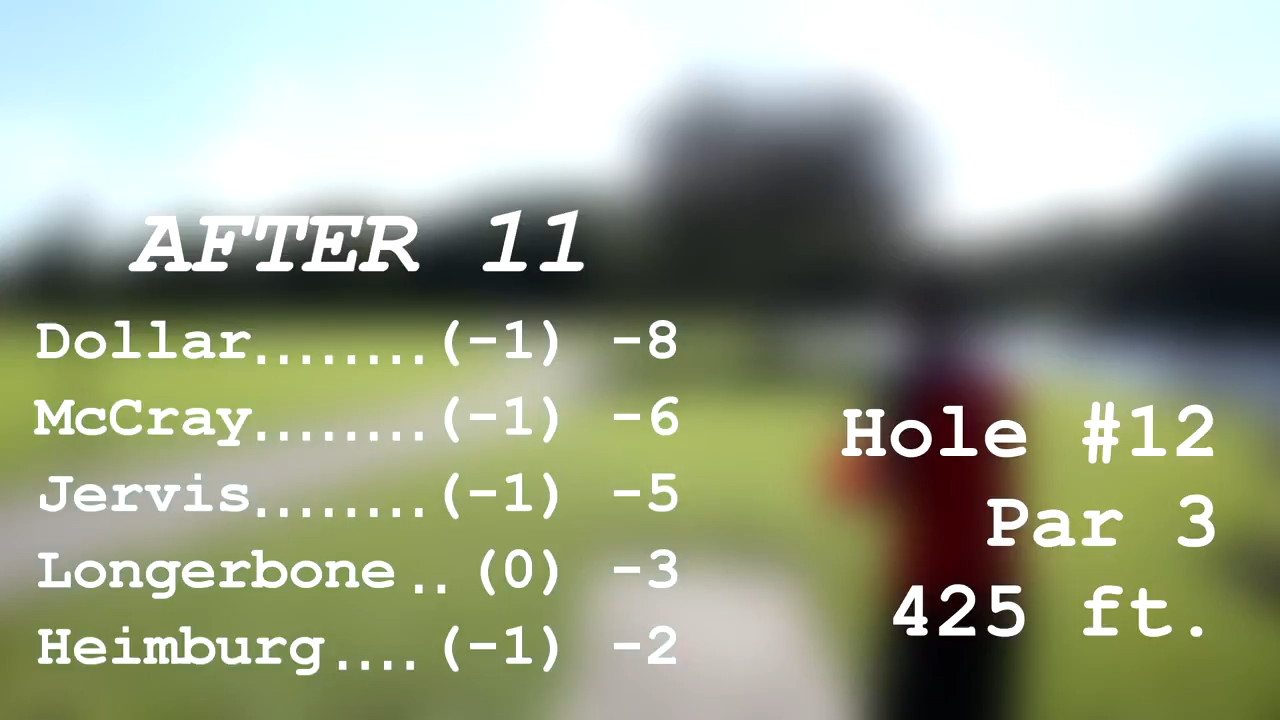 AFTER 11
Dollar........(-1) -8
McCray........(-1) -6
Jervis........(-1) -5
Longerbone..(0) -3
Heimburg....(-1) -2
Hole #12
Par 3
425 ft.